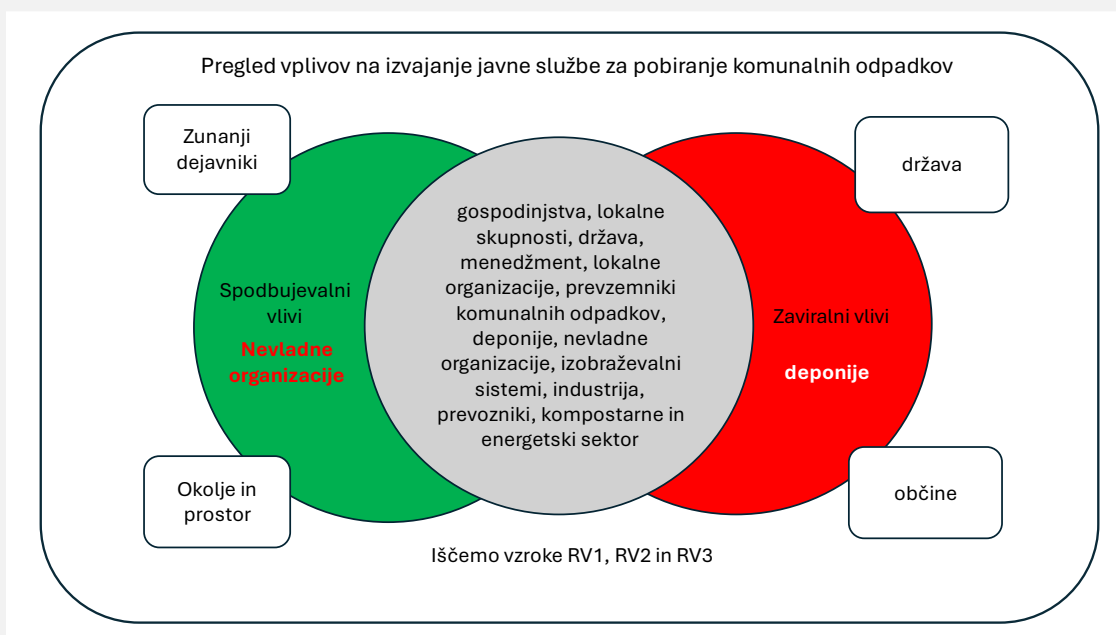 Pregled vplivov na izvajanje javne službe za pobiranje komunalnih odpadkov
Zunanji
dejavniki
država
gospodinjstva, lokalne
skupnosti, država,
menedžment, lokalne
organizacije, prevzemniki
komunalnih odpadkov,
deponije, nevladne
organizacije, izobraževalni
sistemi, industrija,
prevozniki, kompostarne in
energetski sektor
Spodbujevalni
vlivi
Nevladne
organizacije
Zaviralni vlivi
deponije
Okolje in
prostor
občine
Iščemo vzroke RV1, RV2 in RV3